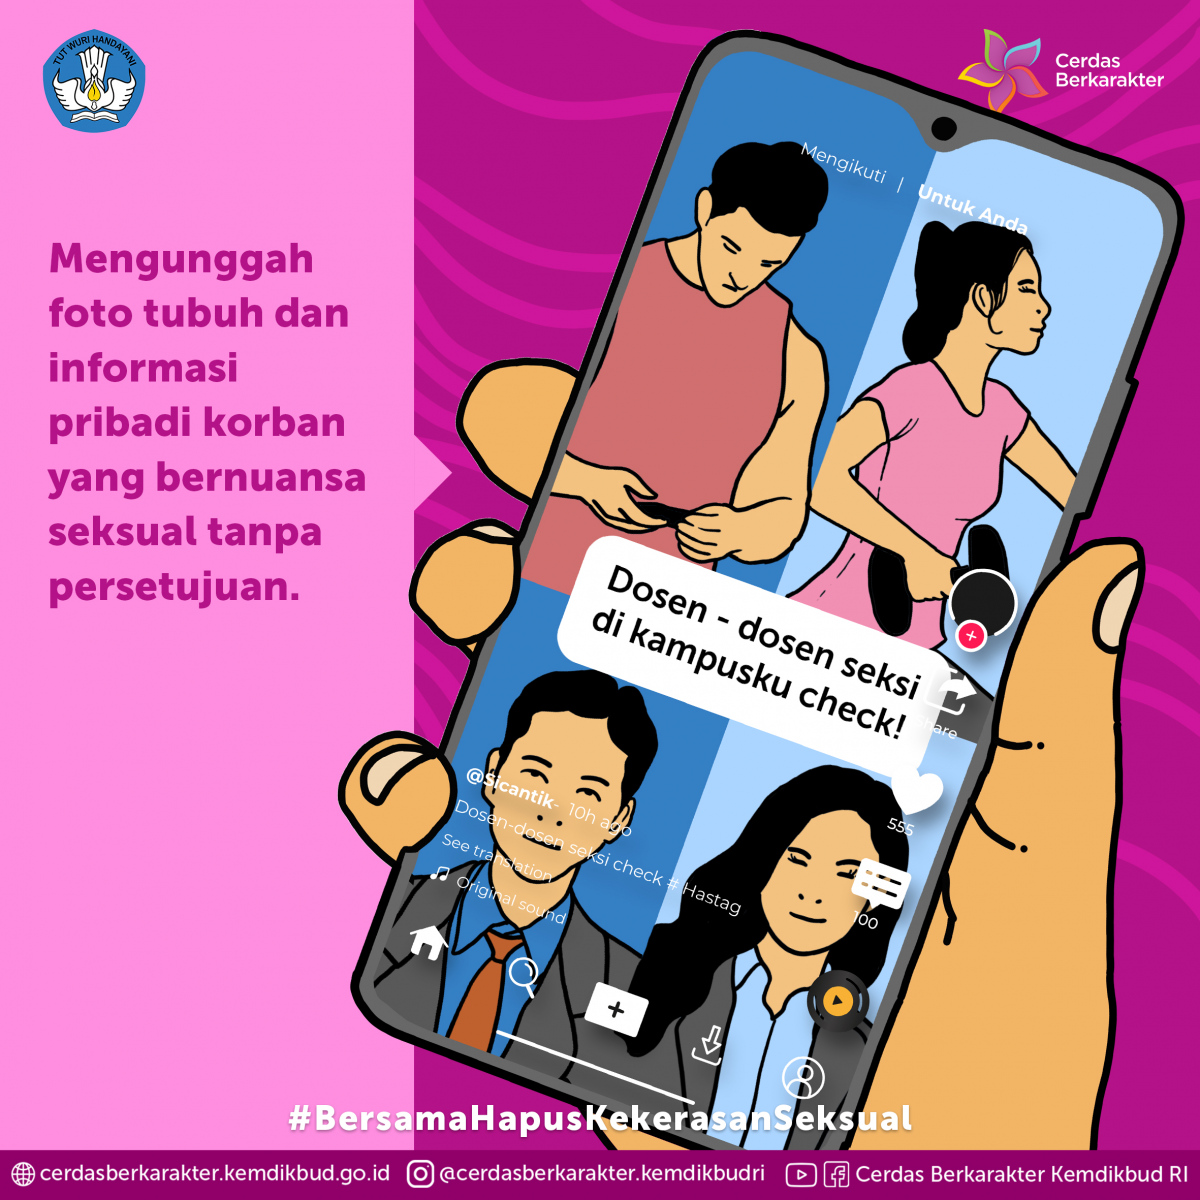 TUT WURI HANDAYANI
Cerdas
Berkarakter
Mengunggah
foto tubuh dan
informasi
pribadi korban
yang bernuansa
seksual tanpa
persetujuan.
Mengikuti | Untuk Anda
Dosen - dosen seksi
di kampusku check!
share
555
100
@Sicantik- 10h ago
Dosen-dosen seksi check # Hastag
See translation
Original sound
#BersamaHapusKekerasanSeksual
cerdasberkarakter.kemdikbud.go.id @cerdasberkarakter.kemdikbudri Cerdas Berkarakter Kemdikbud RI